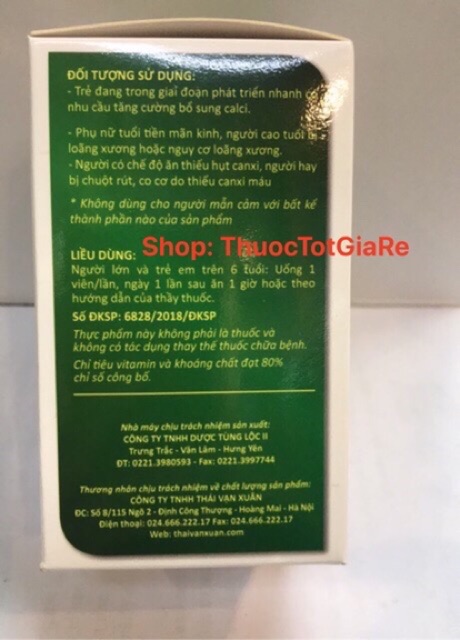 ĐỐI TƯỢNG SỬ DỤNG:
- Trẻ đang trong giai đoạn phát triển nhanh có
nhu cầu tăng cường bổ sung calci.
- Phụ nữ tuổi tiền mãn kinh, người cao tuổi bị
loãng xương hoặc nguy cơ loãng xương.
- Người có chế độ ăn thiếu hụt canxi, người hay
bị chuột rút, co cơ do thiếu canxi máu
* Không dùng cho người mẫn cảm với bất kể
thành phần nào của sản phẩm
Shop: ThuocTotGiaRe
LIỀU DÙNG:
Người lớn và trẻ em trên 6 tuổi: Uống 1
viên/lần, ngày 1 lần sau ăn 1 giờ hoặc theo
hướng dẫn của thầy thuốc.
Số ĐKSP: 6828/2018/ĐKSP
Thực phẩm này không phải là thuốc và
không có tác dụng thay thế thuốc chữa bệnh.
Chỉ tiêu vitamin và khoáng chất đạt 80%
chỉ số công bố.
Nhà máy chịu trách nhiệm sản xuất:
CÔNG TY TNHH DƯỢC TÙNG LỘC II
Trưng Trắc - Văn Lâm - Hưng Yên
ĐT: 0221.3980593 - Fax: 0221.3997744
Thương nhân chịu trách nhiệm về chất lượng sản phẩm:
CÔNG TY TNHH THÁI VẠN XUÂN
ĐC: Số 8/115 Ngõ 2 - Định Công Thượng - Hoàng Mai - Hà Nội
Điện thoại: 024.666.222.17 Fax: 024.666.222.17
Web: thaivanxuan.com